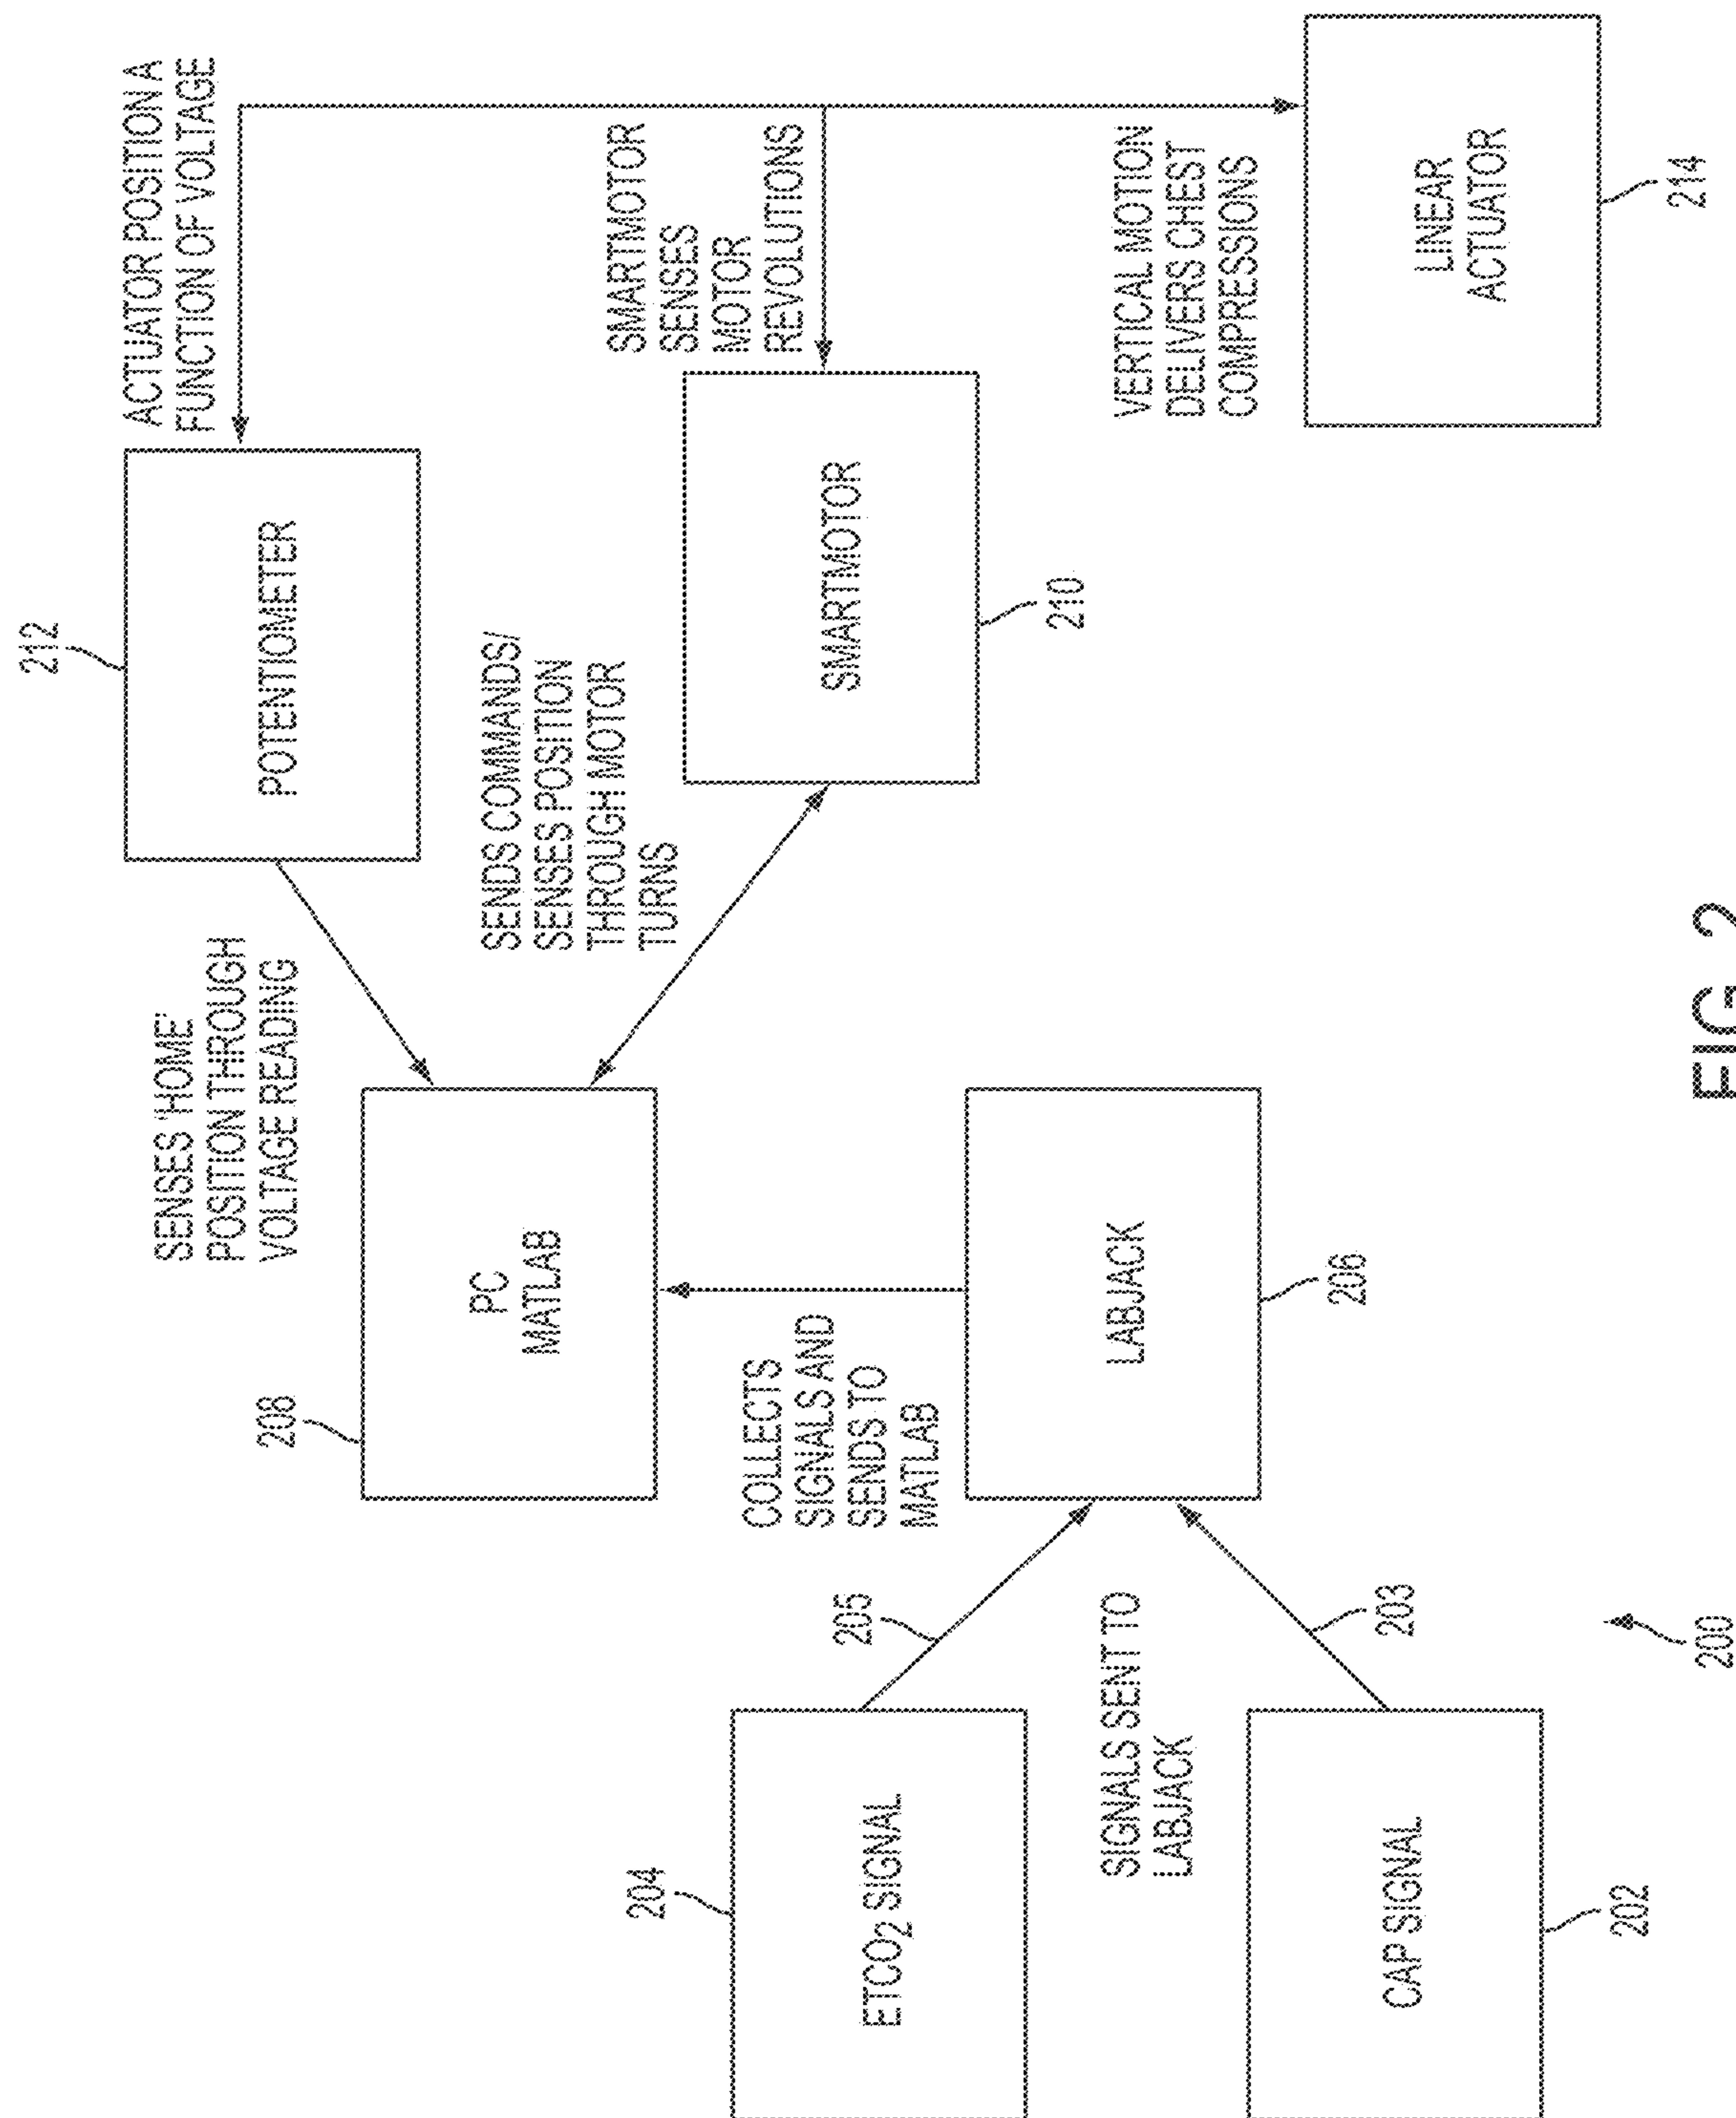 204
ETCO2 SIGNAL
205
SIGNALS SENT TO
LABJACK
CAP SIGNAL
202
203
200
208
PC
MATLAB
COLLECTS
SIGNALS AND
SENDS TO
MATLAB
LABJACK
206
SENSES 'HOME'
POSITION THROUGH
VOLTAGE READING
212
POTENTIOMETER
SENDS COMMANDS/
SENSES POSITION
THROUGH MOTOR
TURNS
SMARTMOTOR
210
ACTUATOR POSITION A
FUNCTION OF VOLTAGE
SMARTMOTOR
SENSES
MOTOR
REVOLUTIONS
VERTICAL MOTION
DELIVERS CHEST
COMPRESSIONS
LINEAR
ACTUATOR
214
FIG. 2